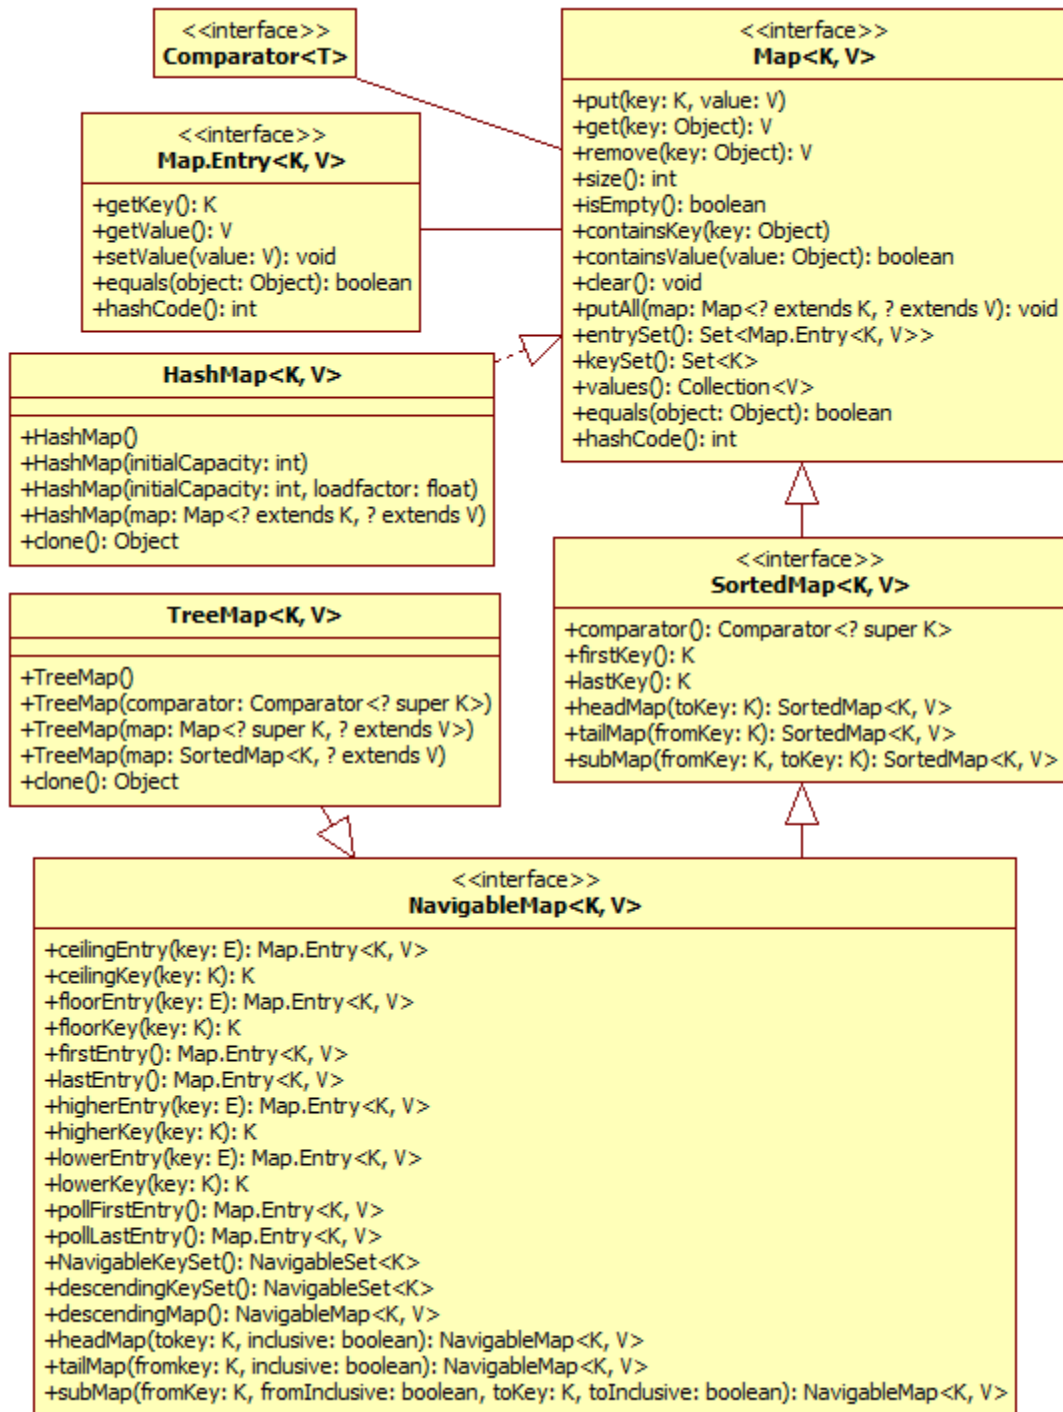 <<interface>>
Comparator<T>
<<interface>>
Map<K, V>
+put(key: K, value: V)
+get(key: Object): V
+remove(key: Object): V
+size(): int
+isEmpty(): boolean
+containsKey(key: Object)
+containsValue(value: Object): boolean
+clear(): void
+putAll(map: Map<? extends K, ? extends V): void
+entrySet(): Set<Map.Entry<K, V>>
+keySet(): Set<K>
+values(): Collection<V>
+equals(object: Object): boolean
+hashCode(): int
<<interface>>
Map.Entry<K, V>
+getKey(): K
+getValue(): V
+setValue(value: V): void
+equals(object: Object): boolean
+hashCode(): int
HashMap<K, V>
+HashMap()
+HashMap(initialCapacity: int)
+HashMap(initialCapacity: int, loadfactor: float)
+HashMap(map: Map<? extends K, ? extends V)
+clone(): Object
<<interface>>
SortedMap<K, V>
+comparator(): Comparator<? super K>
+firstKey(): K
+lastKey(): K
+headMap(toKey: K): SortedMap<K, V>
+tailMap(fromKey: K): SortedMap<K, V>
+subMap(fromKey: K, toKey: K): SortedMap<K, V>
TreeMap<K, V>
+TreeMap()
+TreeMap(comparator: Comparator<? super K>)
+TreeMap(map: Map<? super K, ? extends V>)
+TreeMap(map: SortedMap<K, ? extends V)
+clone(): Object
<<interface>>
NavigableMap<K, V>
+ceilingEntry(key: E): Map.Entry<K, V>
+ceilingKey(key: K): K
+floorEntry(key: E): Map.Entry<K, V>
+floorKey(key: K): K
+firstEntry(): Map.Entry<K, V>
+lastEntry(): Map.Entry<K, V>
+higherEntry(key: E): Map.Entry<K, V>
+higherKey(key: K): K
+lowerEntry(key: E): Map.Entry<K, V>
+lowerKey(key: K): K
+pollFirstEntry(): Map.Entry<K, V>
+pollLastEntry(): Map.Entry<K, V>
+NavigableKeySet(): NavigableSet<K>
+descendingKeySet(): NavigableSet<K>
+descendingMap(): NavigableMap<K, V>
+headMap(tokey: K, inclusive: boolean): NavigableMap<K, V>
+tailMap(fromkey: K, inclusive: boolean): NavigableMap<K, V>
+subMap(fromKey: K, fromInclusive: boolean, toKey: K, toInclusive: boolean): NavigableMap<K, V>